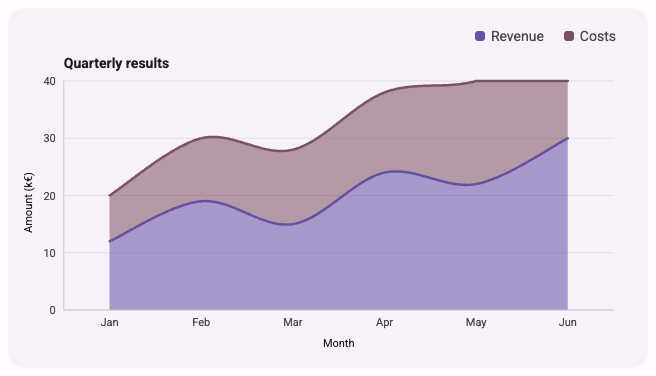 Revenue Costs
Quarterly results
40
30
20
10
0
Amount (k€)
Jan Feb Mar Apr May Jun
Month